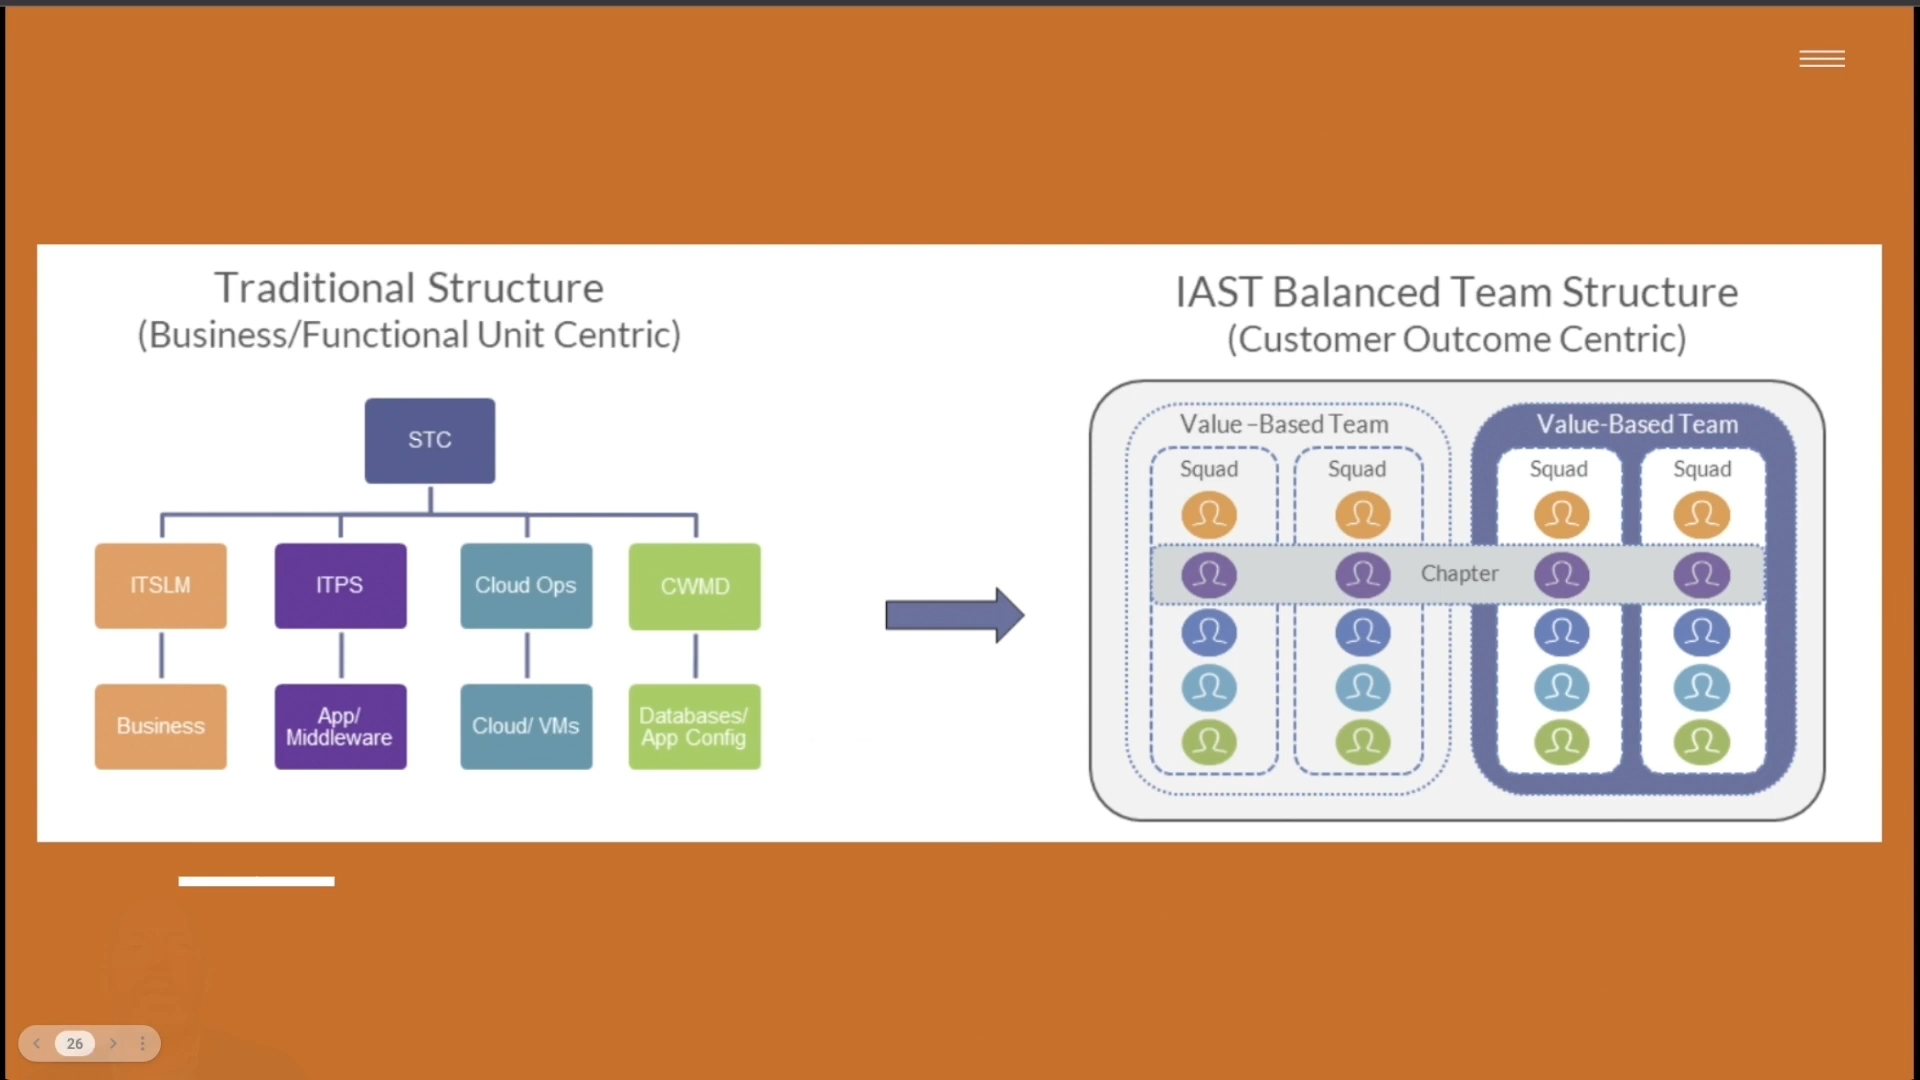 Traditional Structure
(Business/Functional Unit Centric)
STC
ITSLM
ITPS
Cloud Ops
CWMD
Business
App/
Middleware
Cloud/ VMs
Databases/
App Config
IAST Balanced Team Structure
(Customer Outcome Centric)
Value –Based Team
Value-Based Team
Squad
Squad
Squad
Squad
Chapter
26